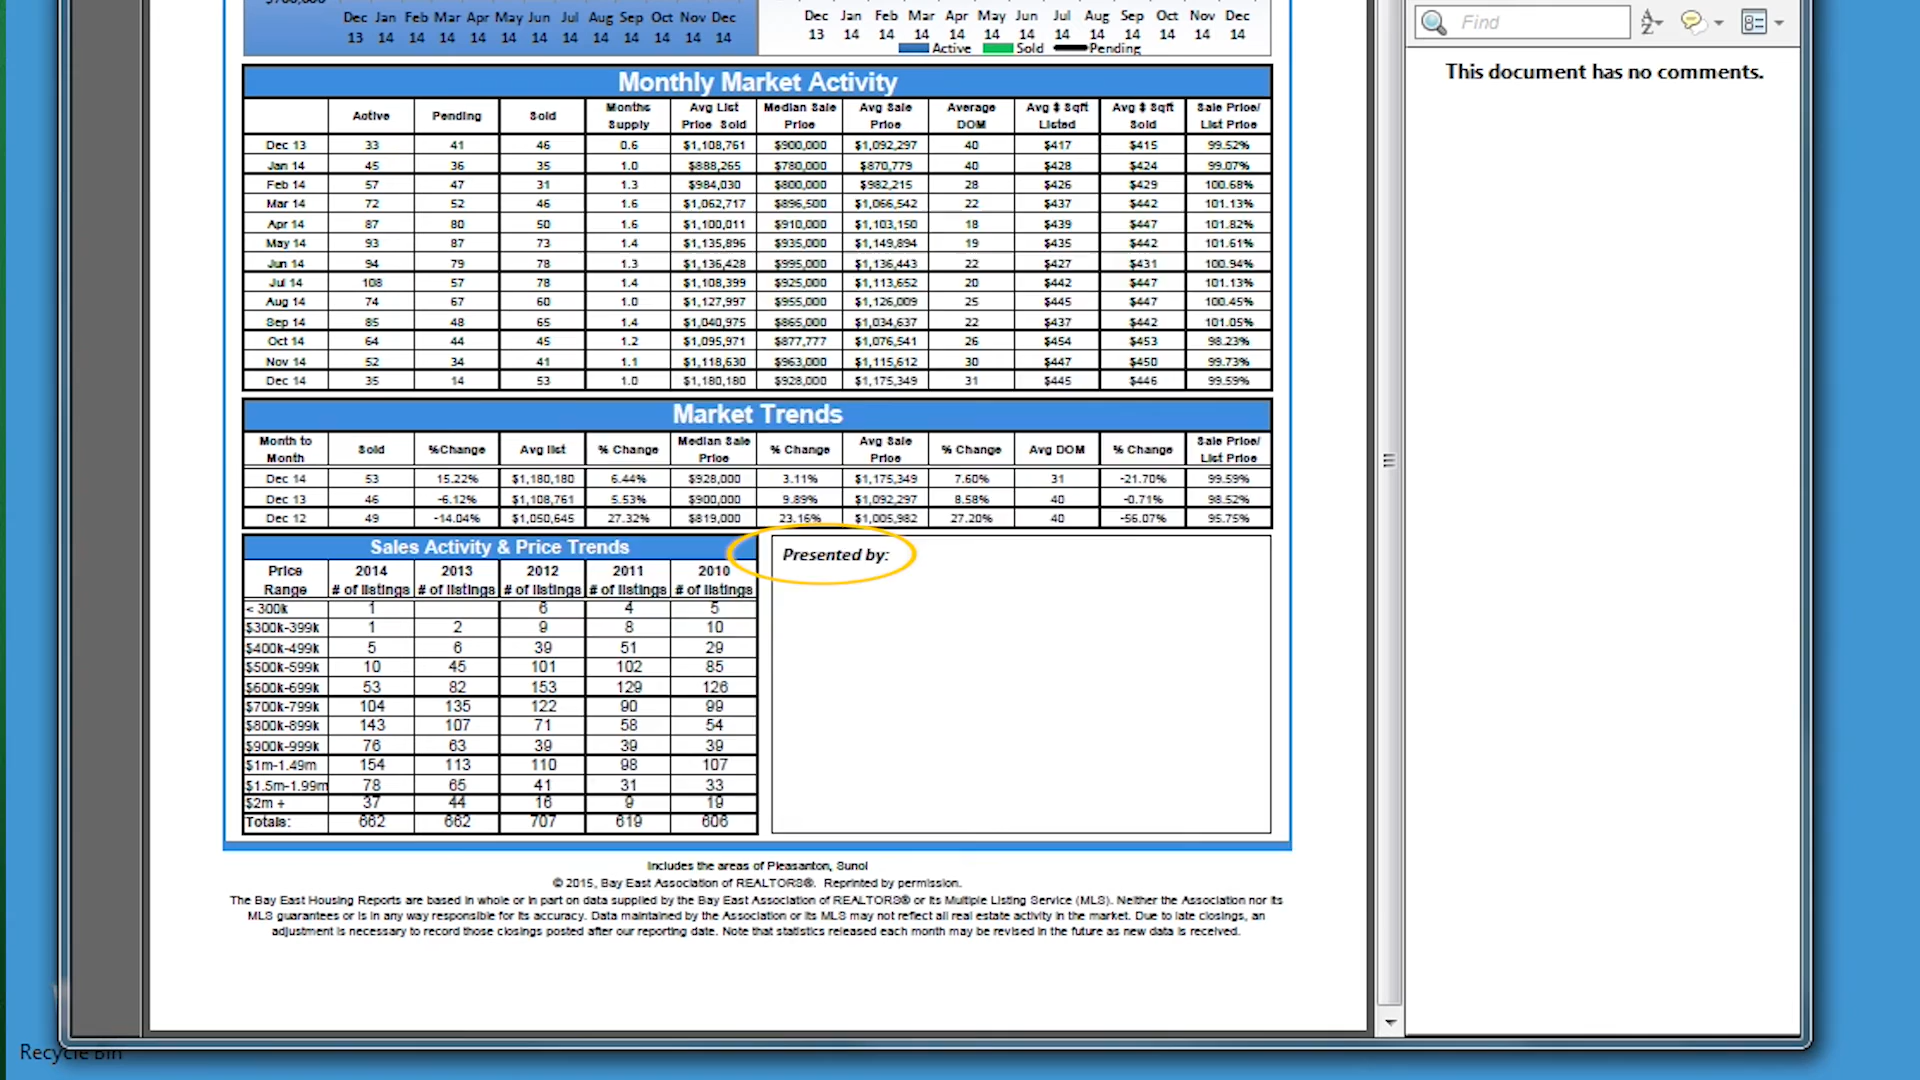 Dec Jan Feb Mar Apr May Jun Jul Aug Sep Oct Nov Dec
13 14 14 14 14 14 14 14 14 14 14 14 14
Dec Jan Feb Mar Apr May Jun Jul Aug Sep Oct Nov Dec
13 14 14 14 14 14 14 14 14 14 14 14 14
Active Sold Pending
Find
This document has no comments.
Monthly Market Activity
Active Pending Sold Months Supply Avg List Price Sold Median Sale Price Avg Sale Price Average DOM Avg $ Sqft Listed Avg $ Sqft Sold Sale Price/ List Price
Dec 13 33 41 46 0.6 $1,108,761 $900,000 $1,092,297 40 $417 $415 99.52%
Jan 14 45 36 35 1.0 $888,265 $780,000 $870,779 40 $428 $424 99.07%
Feb 14 57 47 31 1.3 $984,030 $800,000 $982,215 28 $426 $429 100.68%
Mar 14 72 52 46 1.6 $1,062,717 $896,500 $1,066,542 22 $437 $442 101.13%
Apr 14 87 80 50 1.6 $1,100,011 $910,000 $1,103,150 18 $439 $447 101.82%
May 14 93 87 73 1.4 $1,135,896 $935,000 $1,149,894 19 $435 $442 101.61%
Jun 14 94 79 78 1.3 $1,136,428 $995,000 $1,136,443 22 $427 $431 100.94%
Jul 14 108 57 78 1.4 $1,108,399 $925,000 $1,113,652 20 $442 $447 101.13%
Aug 14 74 67 60 1.0 $1,127,997 $955,000 $1,126,009 25 $445 $447 100.45%
Sep 14 85 48 65 1.4 $1,040,975 $865,000 $1,034,637 22 $437 $442 101.05%
Oct 14 64 44 45 1.2 $1,095,971 $877,777 $1,076,541 26 $454 $453 98.23%
Nov 14 52 34 41 1.1 $1,118,630 $963,000 $1,115,612 30 $447 $450 99.73%
Dec 14 35 14 53 1.0 $1,180,180 $928,000 $1,175,349 31 $445 $446 99.59%
Market Trends
Month to Month Sold %Change Avg list % Change Median Sale Price % Change Avg Sale Price % Change Avg DOM % Change Sale Price/ List Price
Dec 14 53 15.22% $1,180,180 6.44% $928,000 3.11% $1,175,349 7.60% 31 -21.70% 99.59%
Dec 13 46 -6.12% $1,108,761 5.53% $900,000 9.89% $1,092,297 8.58% 40 -0.71% 98.52%
Dec 12 49 -14.04% $1,050,645 27.32% $819,000 23.16% $1,005,982 27.20% 40 -56.07% 95.75%
Sales Activity & Price Trends
Presented by:
Price 2014 2013 2012 2011 2010
Range # of listings # of listings # of listings # of listings # of listings
< 300k 1 6 4 5
$300k-399k 1 2 9 8 10
$400k-499k 5 6 39 51 29
$500k-599k 10 45 101 102 85
$600k-699k 53 82 153 129 126
$700k-799k 104 135 122 90 99
$800k-899k 143 107 71 58 54
$900k-999k 76 63 39 39 39
$1m-1.49m 154 113 110 98 107
$1.5m-1.99m 78 65 41 31 33
$2m + 37 44 16 9 19
Totals: 662 662 707 619 606
Includes the areas of Pleasanton, Sunol
© 2015, Bay East Association of REALTORS®. Reprinted by permission.
The Bay East Housing Reports are based in whole or in part on data supplied by the Bay East Association of REALTORS® or its Multiple Listing Service (MLS). Neither the Association nor its
MLS guarantees or is in any way responsible for its accuracy. Data maintained by the Association or its MLS may not reflect all real estate activity in the market. Due to late closings, an
adjustment is necessary to record those closings posted after our reporting date. Note that statistics released each month may be revised in the future as new data is received.
Recycle Bin